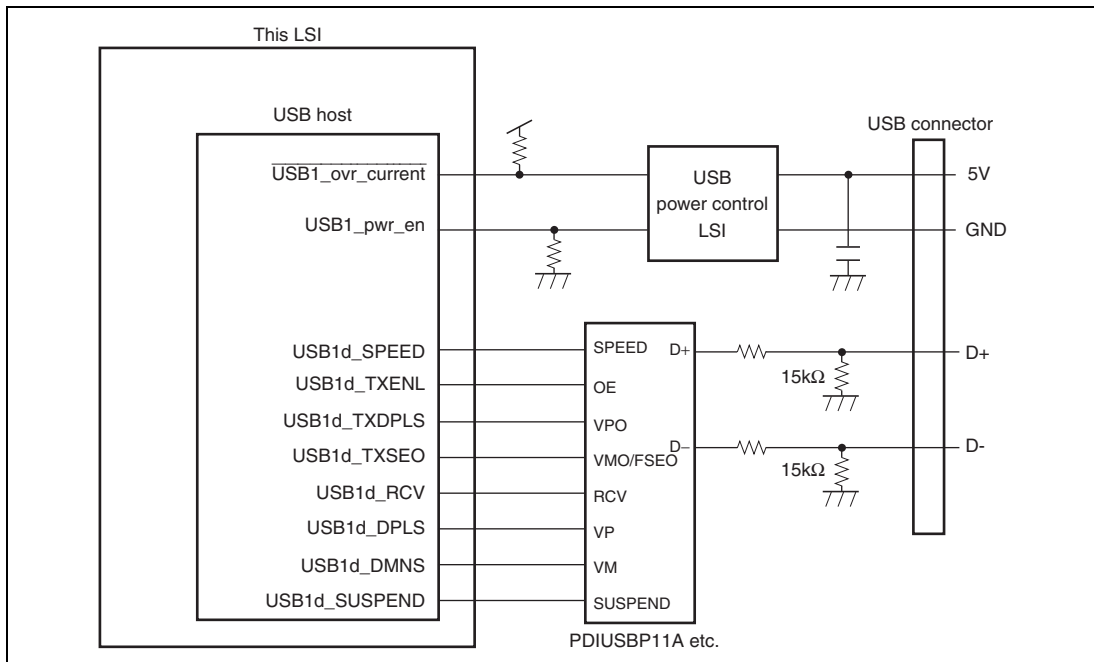 This LSI
USB host
USB connector
USB1_ovr_current
USB
power control
LSI
5V
USB1_pwr_en
GND
USB1d_SPEED
SPEED
D+
D+
USB1d_TXENL
OE
15kΩ
USB1d_TXDPLS
VPO
USB1d_TXSEO
VMO/FSEO
D−
D-
15kΩ
USB1d_RCV
RCV
USB1d_DPLS
VP
USB1d_DMNS
VM
USB1d_SUSPEND
SUSPEND
PDIUSBP11A etc.